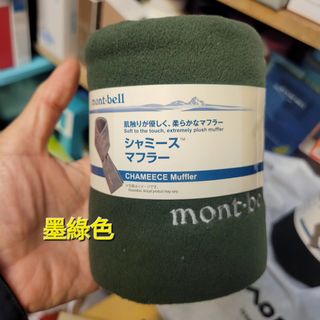 mont-bell
肌触りが優しく、柔らかなマフラー
Soft to the touch, extremely plush muffler
シャミース™
マフラー
CHAMEECE Muffler
mont-bell
墨綠色